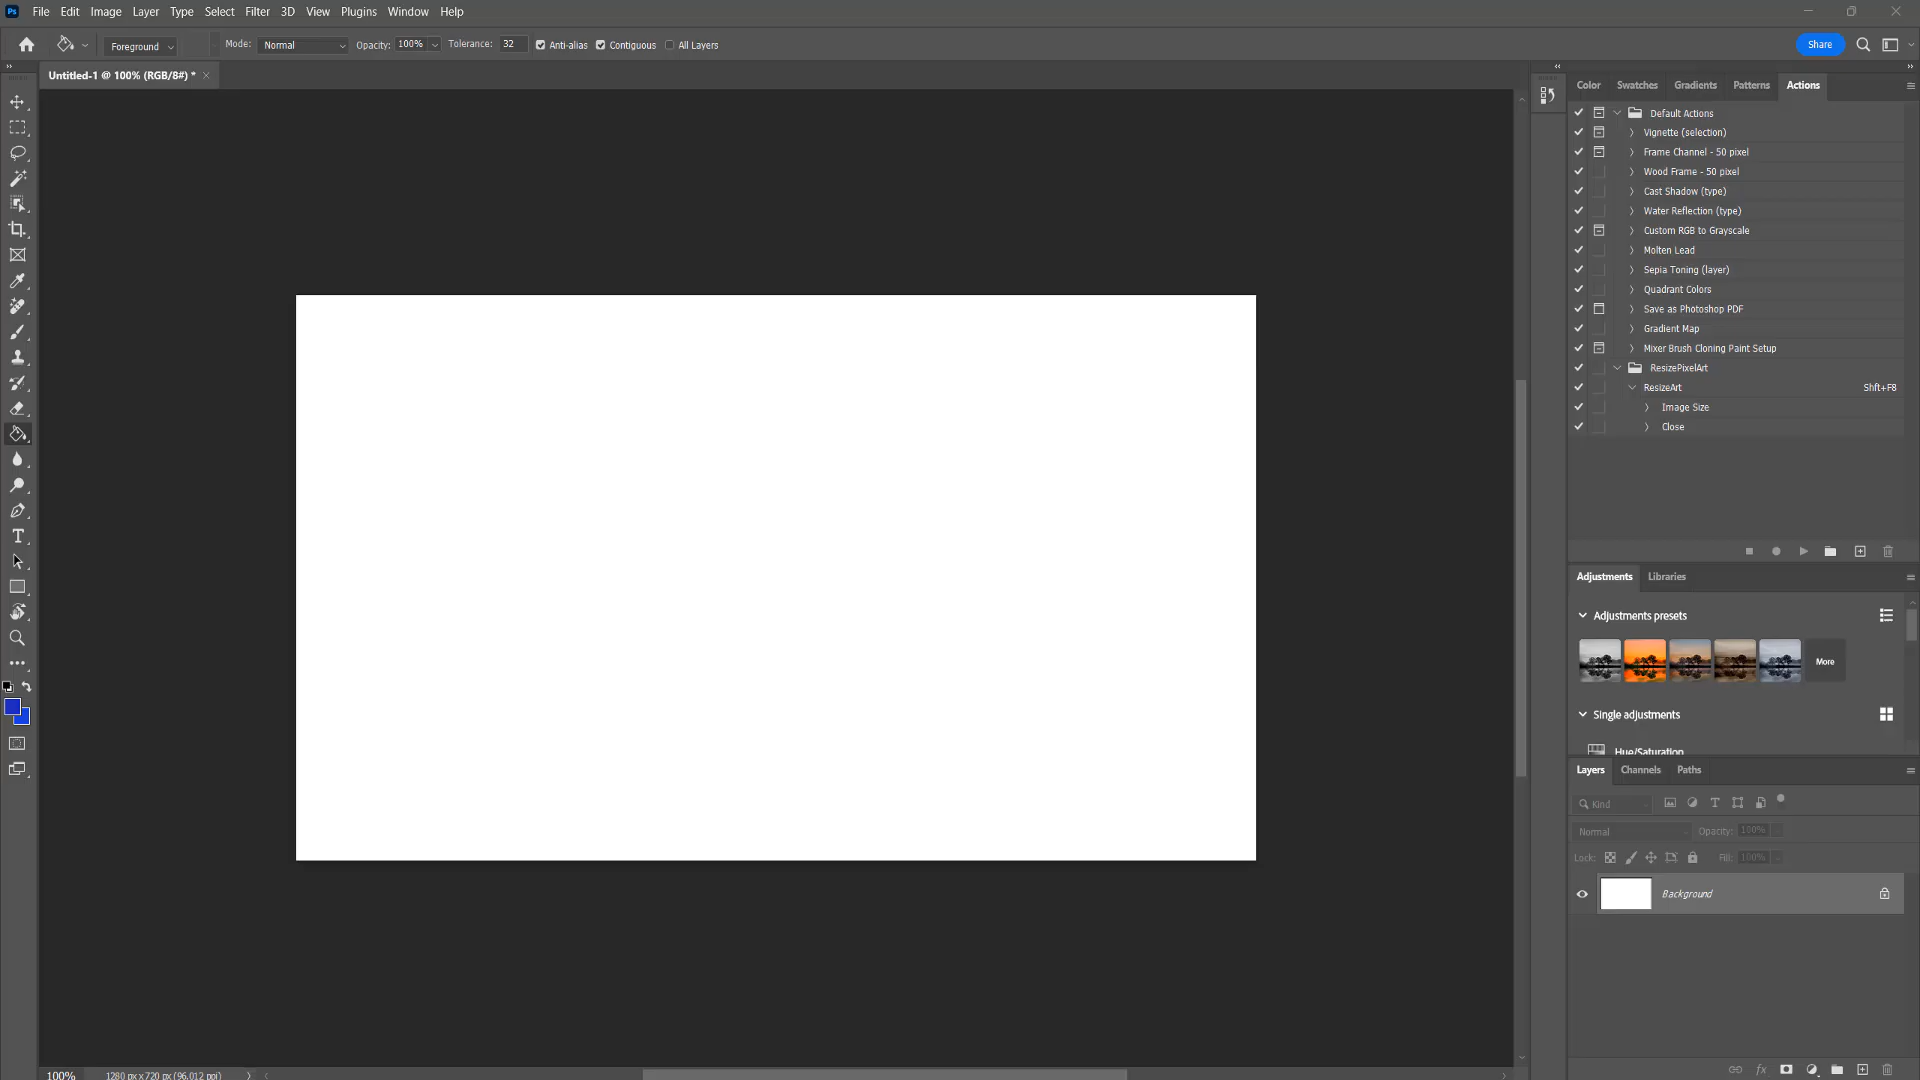 Ps File Edit Image Layer Type Select Filter 3D View Plugins Window Help
Foreground Mode: Normal Opacity: 100% Tolerance: 32 Anti-alias Contiguous All Layers Share
Untitled-1 @ 100% (RGB/8#) *
Color Swatches Gradients Patterns Actions
Default Actions
Vignette (selection)
Frame Channel - 50 pixel
Wood Frame - 50 pixel
Cast Shadow (type)
Water Reflection (type)
Custom RGB to Grayscale
Molten Lead
Sepia Toning (layer)
Quadrant Colors
Save as Photoshop PDF
Gradient Map
Mixer Brush Cloning Paint Setup
ResizePixelArt
ResizeArt Shft+F8
Image Size
Close
Adjustments Libraries
Adjustments presets
More
Single adjustments
Hue/Saturation
Layers Channels Paths
Kind
Normal Opacity: 100%
Lock: Fill: 100%
Background
100% 1280 px x 720 px (96.012 ppi)